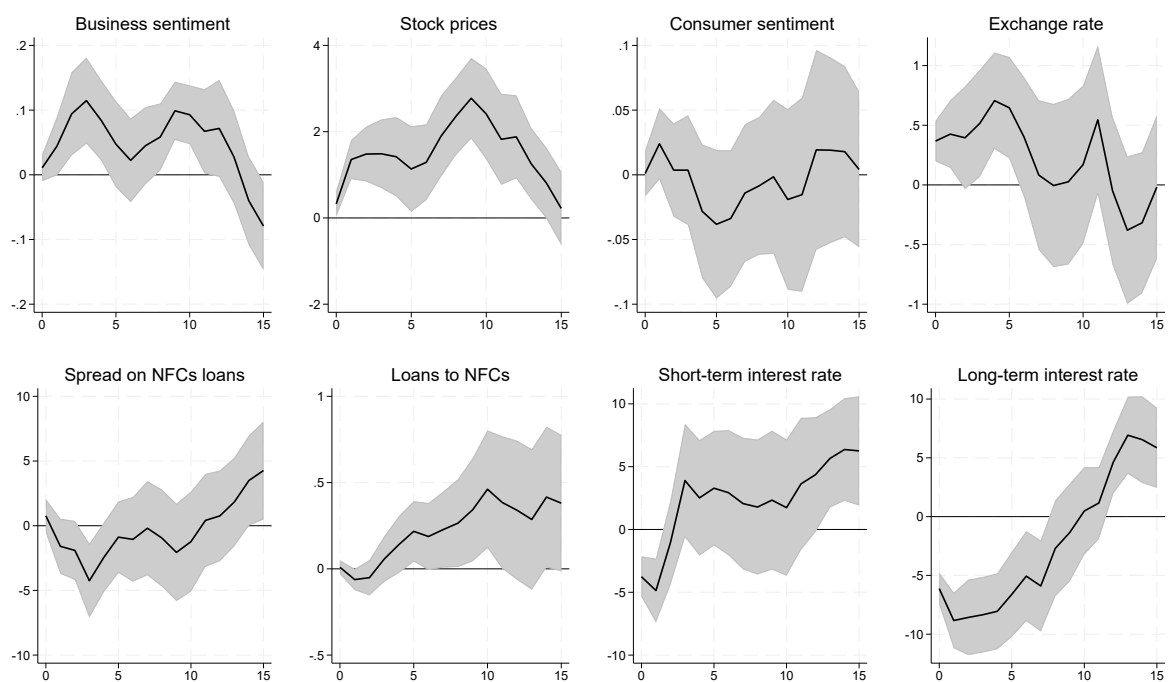 Business sentiment
.2
.1
0
-.1
-.2
0 5 10 15
Stock prices
4
2
0
-2
0 5 10 15
Consumer sentiment
.1
.05
0
-.05
-.1
0 5 10 15
Exchange rate
1
.5
0
-.5
-1
0 5 10 15
Spread on NFCs loans
10
5
0
-5
-10
0 5 10 15
Loans to NFCs
1
.5
0
-.5
0 5 10 15
Short-term interest rate
10
5
0
-5
-10
0 5 10 15
Long-term interest rate
10
5
0
-5
-10
0 5 10 15